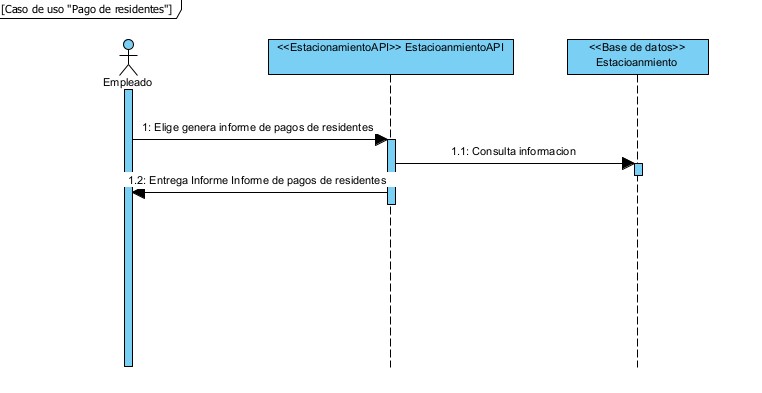 [Caso de uso "Pago de residentes"]
<<EstacionamientoAPI>> EstacioanmientoAPI
<<Base de datos>>
Estacioanmiento
Empleado
1: Elige genera informe de pagos de residentes
1.1: Consulta informacion
1.2: Entrega Informe Informe de pagos de residentes